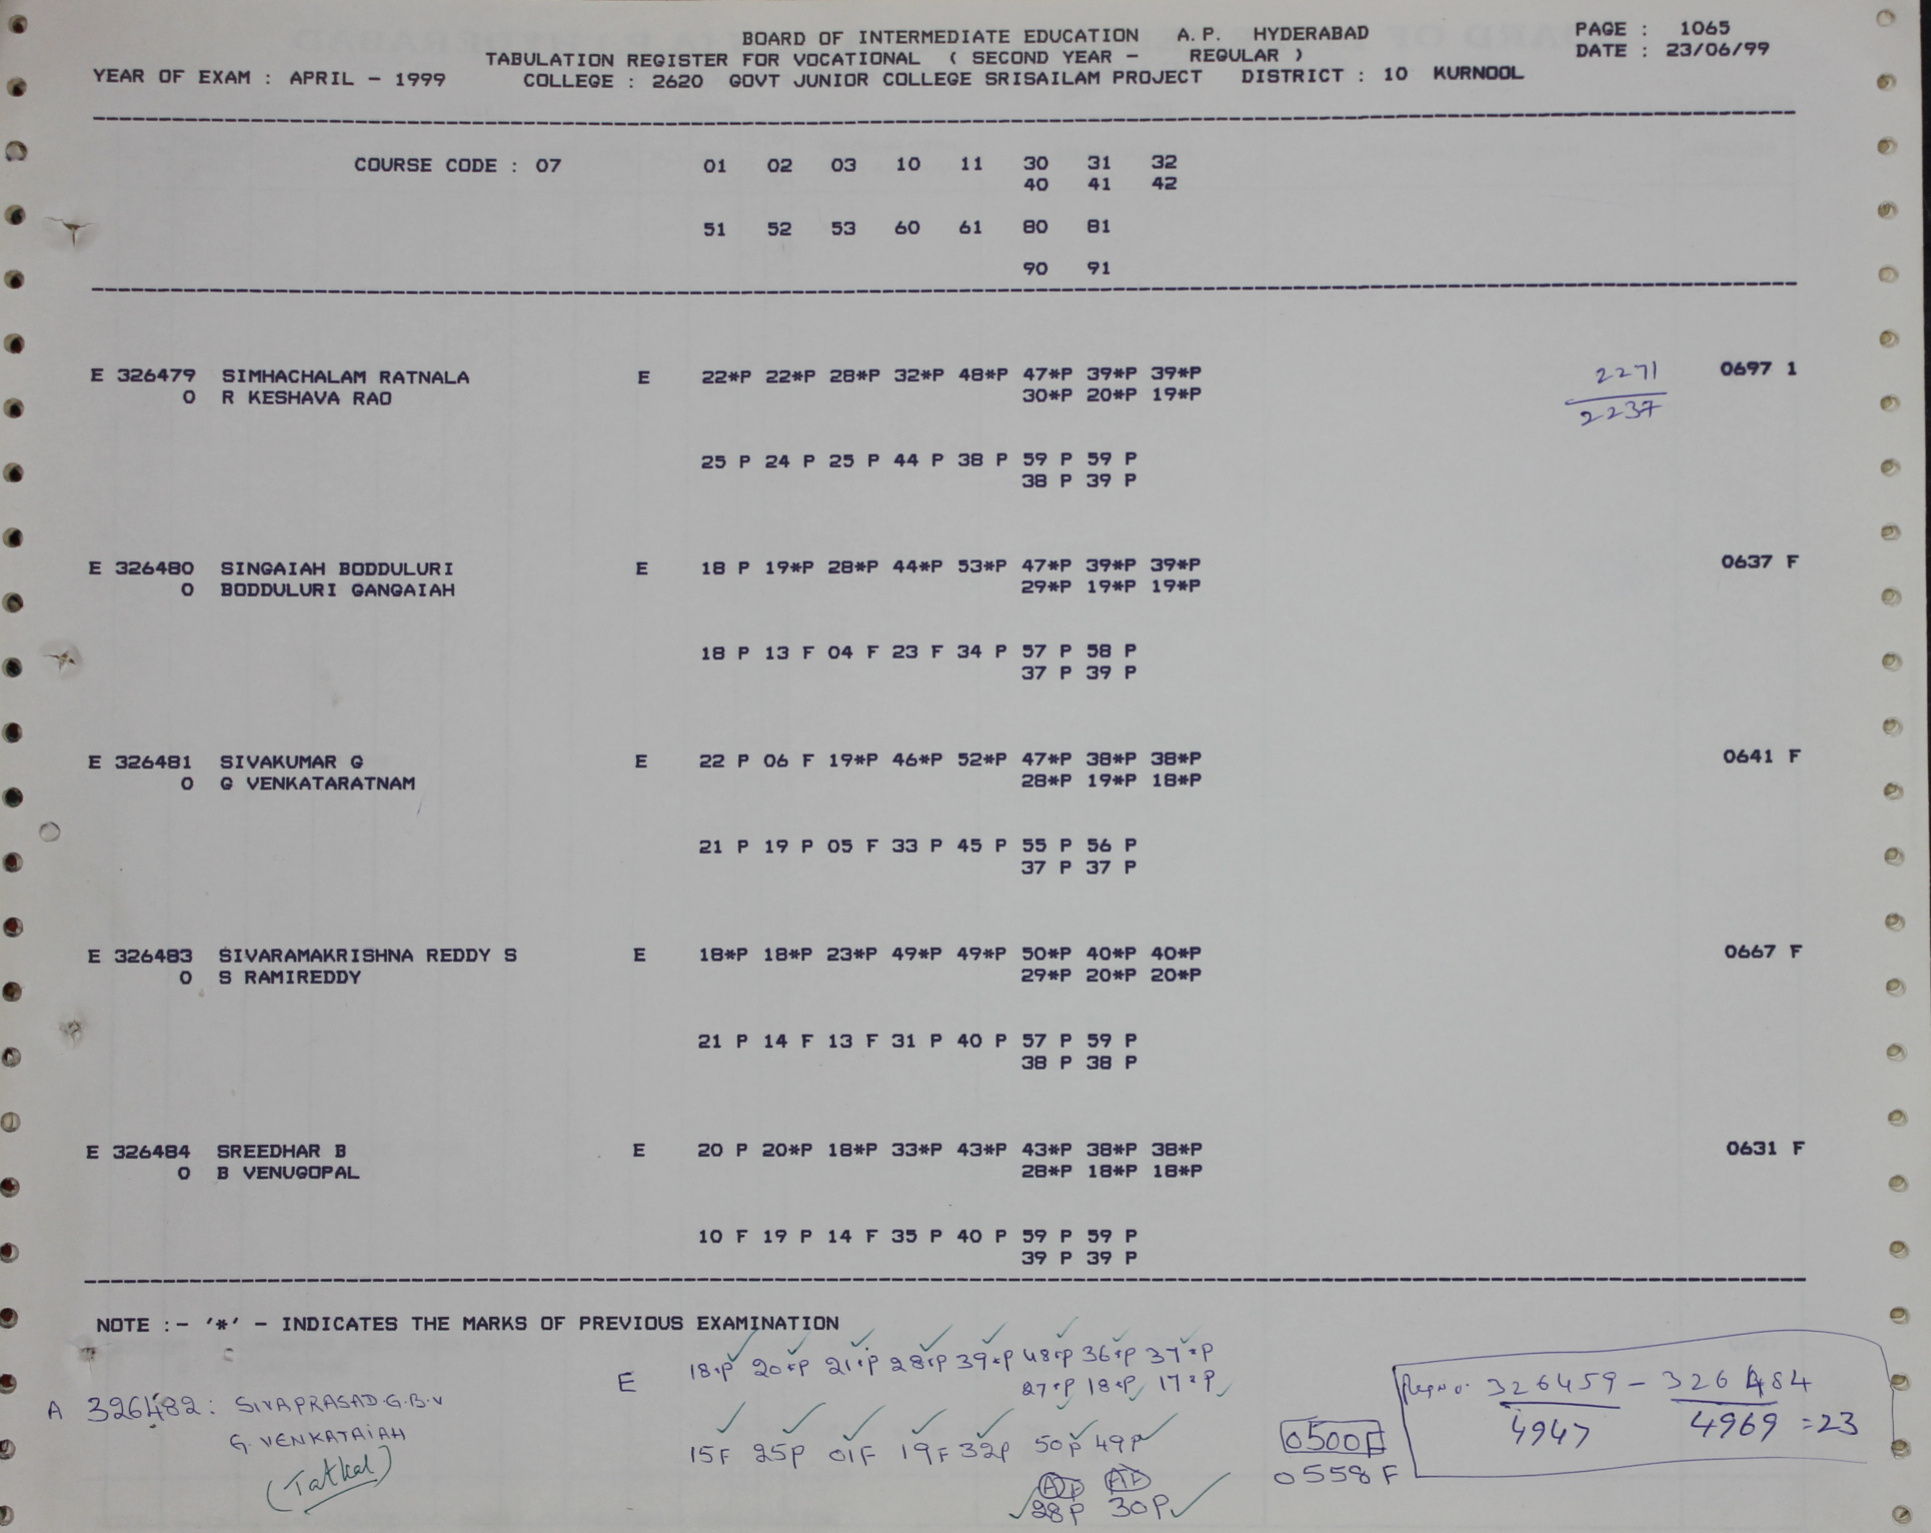 BOARD OF INTERMEDIATE EDUCATION A.P. HYDERABAD PAGE : 1065
TABULATION REGISTER FOR VOCATIONAL ( SECOND YEAR - REGULAR ) DATE : 23/06/99
YEAR OF EXAM : APRIL - 1999 COLLEGE : 2620 GOVT JUNIOR COLLEGE SRISAILAM PROJECT DISTRICT : 10 KURNOOL
COURSE CODE : 07 01 02 03 10 11 30 31 32
40 41 42
51 52 53 60 61 80 81
90 91
E 326479 SIMHACHALAM RATNALA E 22*P 22*P 28*P 32*P 48*P 47*P 39*P 39*P 2271 0697 1
0 R KESHAVA RAO 30*P 20*P 19*P 2237
25 P 24 P 25 P 44 P 38 P 59 P 59 P
38 P 39 P
E 326480 SINGAIAH BODDULURI E 18 P 19*P 28*P 44*P 53*P 47*P 39*P 39*P 0637 F
0 BODDULURI GANGAIAH 29*P 19*P 19*P
18 P 13 F 04 F 23 F 34 P 57 P 58 P
37 P 39 P
E 326481 SIVAKUMAR G E 22 P 06 F 19*P 46*P 52*P 47*P 38*P 38*P 0641 F
0 G VENKATARATNAM 28*P 19*P 18*P
21 P 19 P 05 F 33 P 45 P 55 P 56 P
37 P 37 P
E 326483 SIVARAMAKRISHNA REDDY S E 18*P 18*P 23*P 49*P 49*P 50*P 40*P 40*P 0667 F
0 S RAMIREDDY 29*P 20*P 20*P
21 P 14 F 13 F 31 P 40 P 57 P 59 P
38 P 38 P
E 326484 SREEDHAR B E 20 P 20*P 18*P 33*P 43*P 43*P 38*P 38*P 0631 F
0 B VENUGOPAL 28*P 18*P 18*P
10 F 19 P 14 F 35 P 40 P 59 P 59 P
39 P 39 P
NOTE :- '*' - INDICATES THE MARKS OF PREVIOUS EXAMINATION
E 18*P 20*P 21*P 28*P 39*P 48*P 36*P 37*P
27*P 18*P 17*P
A 326482: SIVAPRASAD.G.B.V
G. VENKATAIAH
(Tatkal)
15F 25P 01F 19F 32P 50P 49P
28P 30P
0500F
0558 F
326459 - 326484
4947 4969 =23